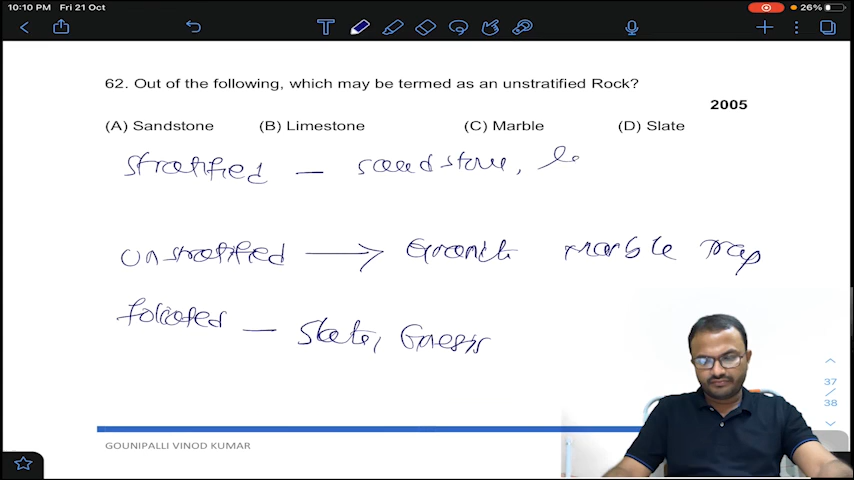 10:10 PM Fri 21 Oct 26%
62. Out of the following, which may be termed as an unstratified Rock?
2005
(A) Sandstone (B) Limestone (C) Marble (D) Slate
stratified — sandstone, le
unstratified → Granite Marble Trap
foliated — Slate, Gneiss
37
38
GOUNIPALLI VINOD KUMAR